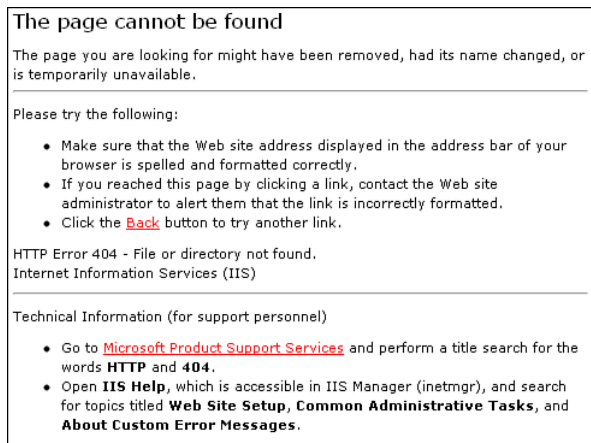 The page cannot be found
The page you are looking for might have been removed, had its name changed, or
is temporarily unavailable.
Please try the following:
• Make sure that the Web site address displayed in the address bar of your
browser is spelled and formatted correctly.
• If you reached this page by clicking a link, contact the Web site
administrator to alert them that the link is incorrectly formatted.
• Click the Back button to try another link.
HTTP Error 404 - File or directory not found.
Internet Information Services (IIS)
Technical Information (for support personnel)
• Go to Microsoft Product Support Services and perform a title search for the
words HTTP and 404.
• Open IIS Help, which is accessible in IIS Manager (inetmgr), and search
for topics titled Web Site Setup, Common Administrative Tasks, and
About Custom Error Messages.